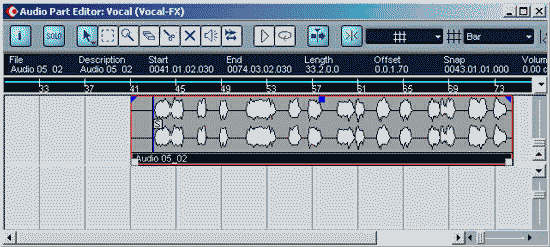 Audio Part Editor: Vocal (Vocal-FX)
SOLO Bar
File Description Start End Length Offset Snap Volume
Audio 05_02 Audio 05_02 0041.01.02.030 0074.03.02.030 33.2.0.0 0.0.1.70 0043.01.01.000 0.00
33 37 41 45 49 53 57 61 65 69 73
S
Audio 05_02